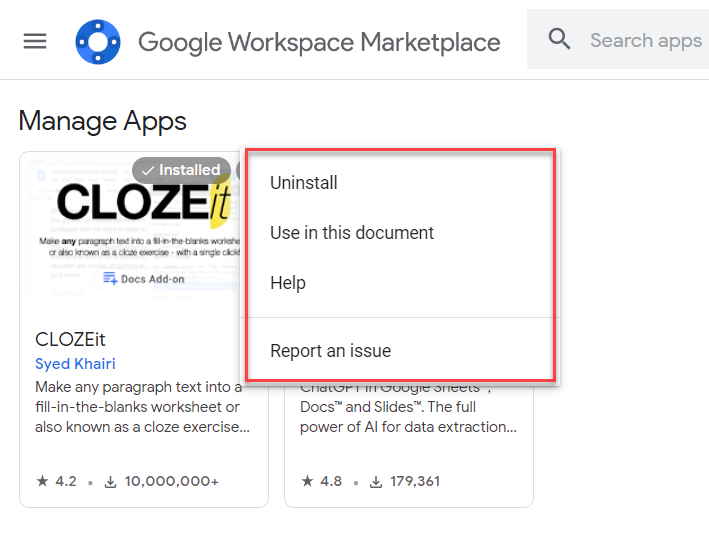 Google Workspace Marketplace
Search apps
Manage Apps
Installed
CLOZEit
Make any paragraph text into a fill-in-the-blanks workshe
or also known as a cloze exercise - with a single click!
Docs Add-on
Uninstall
Use in this document
Help
Report an issue
CLOZEit
Syed Khairi
Make any paragraph text into a
fill-in-the-blanks worksheet or
also known as a cloze exercise...
4.2
10,000,000+
ChatGPT in Google Sheets™,
Docs™ and Slides™. The full
power of AI for data extraction...
4.8
179,361